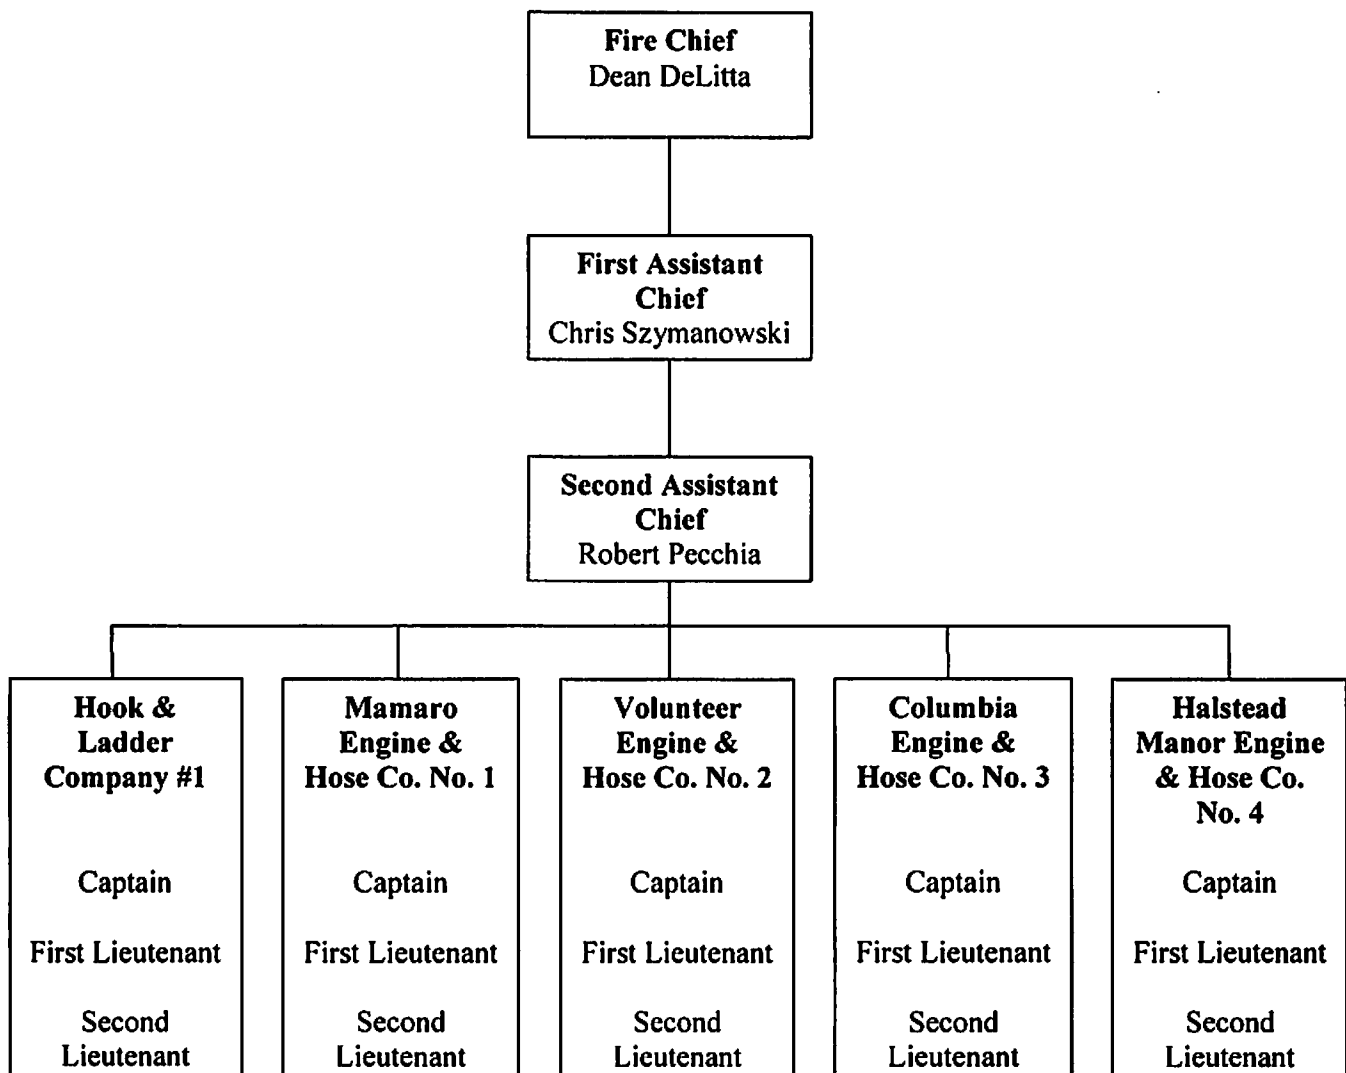 Fire Chief
Dean DeLitta
First Assistant
Chief
Chris Szymanowski
Second Assistant
Chief
Robert Pecchia
Hook &
Ladder
Company #1
Captain
First Lieutenant
Second
Lieutenant
Mamaro
Engine &
Hose Co. No. 1
Captain
First Lieutenant
Second
Lieutenant
Volunteer
Engine &
Hose Co. No. 2
Captain
First Lieutenant
Second
Lieutenant
Columbia
Engine &
Hose Co. No. 3
Captain
First Lieutenant
Second
Lieutenant
Halstead
Manor Engine
& Hose Co.
No. 4
Captain
First Lieutenant
Second
Lieutenant